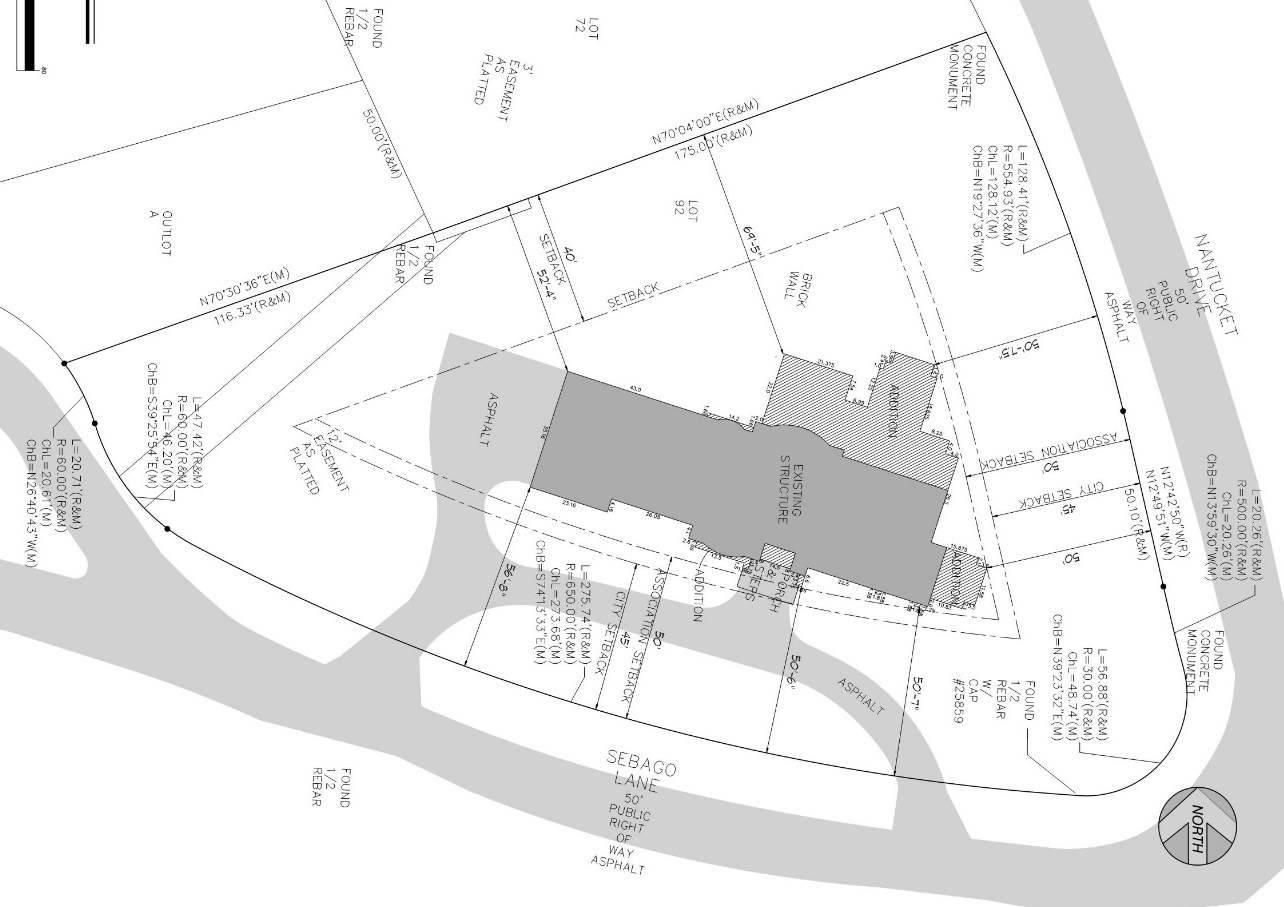 80
FOUND
1/2
REBAR
LOT
72
3'
EASEMENT
AS
PLATTED
50.00'(R&M)
N70°04'00"E(R&M)
175.00'(R&M)
FOUND
CONCRETE
MONUMENT
L=128.41'(R&M)
R=554.93'(R&M)
ChL=128.12'(M)
ChB=N19°27'36"W(M)
NANTUCKET
DRIVE
50'
PUBLIC
RIGHT
OF
WAY
ASPHALT
OUTLOT
A
LOT
92
N70°30'36"E(M)
116.33'(R&M)
FOUND
1/2
REBAR
40'
SETBACK
52'-4"
69'-5"
SETBACK
BRICK
WALL
50'-7.5"
ADDITION
ASSOCIATION SETBACK
50'
CITY SETBACK
45'
50'
N12°42'50"W(R)
N12°49'51"W(M)
50.10'(R&M)
L=20.26'(R&M)
R=500.00'(R&M)
ChL=20.26'(M)
ChB=N13°59'30"W(M)
L=47.42'(R&M)
R=60.00'(R&M)
ChL=46.20'(M)
ChB=S39°25'54"E(M)
L=20.71'(R&M)
R=60.00'(R&M)
ChL=20.61'(M)
ChB=N26°40'43"W(M)
12'
EASEMENT
AS
PLATTED
ASPHALT
43.0
EXISTING
STRUCTURE
21.375
ADDITION
ADDITION
PORCH
&
STEPS
56'-8"
L=275.74'(R&M)
R=650.00'(R&M)
ChL=273.68'(M)
ChB=S74°13'33"E(M)
ASSOCIATION SETBACK
50'
CITY SETBACK
45'
50'-6"
50'-7"
ASPHALT
FOUND
1/2
REBAR
W/
CAP
#25859
L=56.88'(R&M)
R=30.00'(R&M)
ChL=48.74'(M)
ChB=N39°23'32"E(M)
FOUND
CONCRETE
MONUMENT
SEBAGO
LANE
50'
PUBLIC
RIGHT
OF
WAY
ASPHALT
FOUND
1/2
REBAR
NORTH